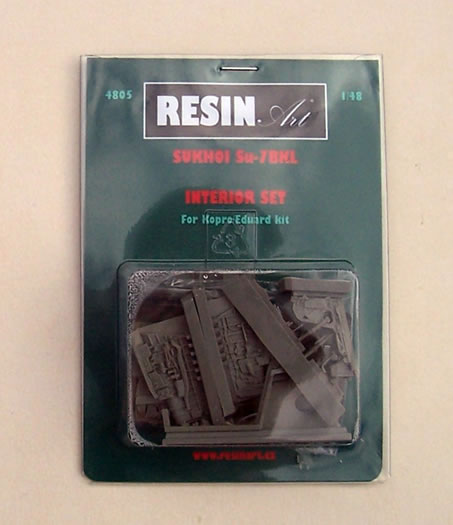 4805
RESIN-Art
1/48
SUKHOI Su-7BKL
INTERIOR SET
For Kopro/Eduard kit
www.resinart.cz